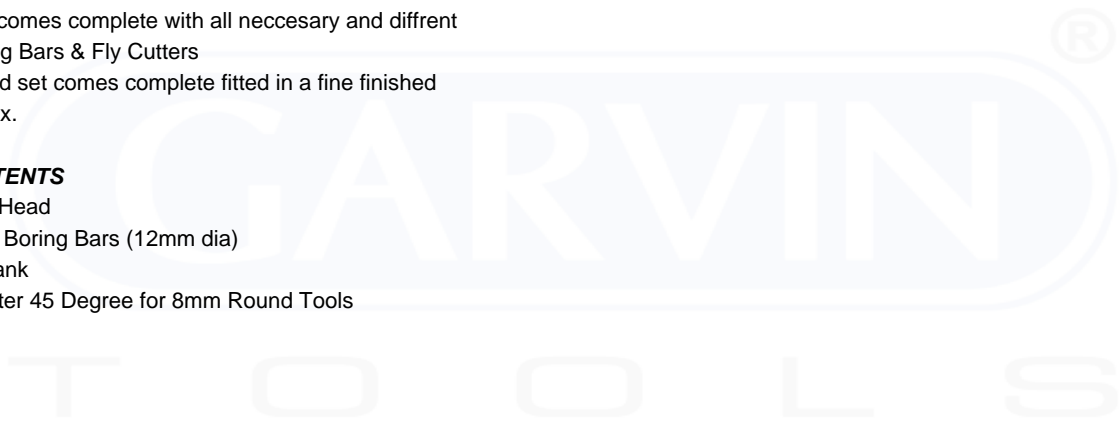 comes complete with all neccesary and diffrent
g Bars & Fly Cutters
d set comes complete fitted in a fine finished
x.
TENTS
Head
Boring Bars (12mm dia)
ank
ter 45 Degree for 8mm Round Tools
GARVIN
®
TOOLS